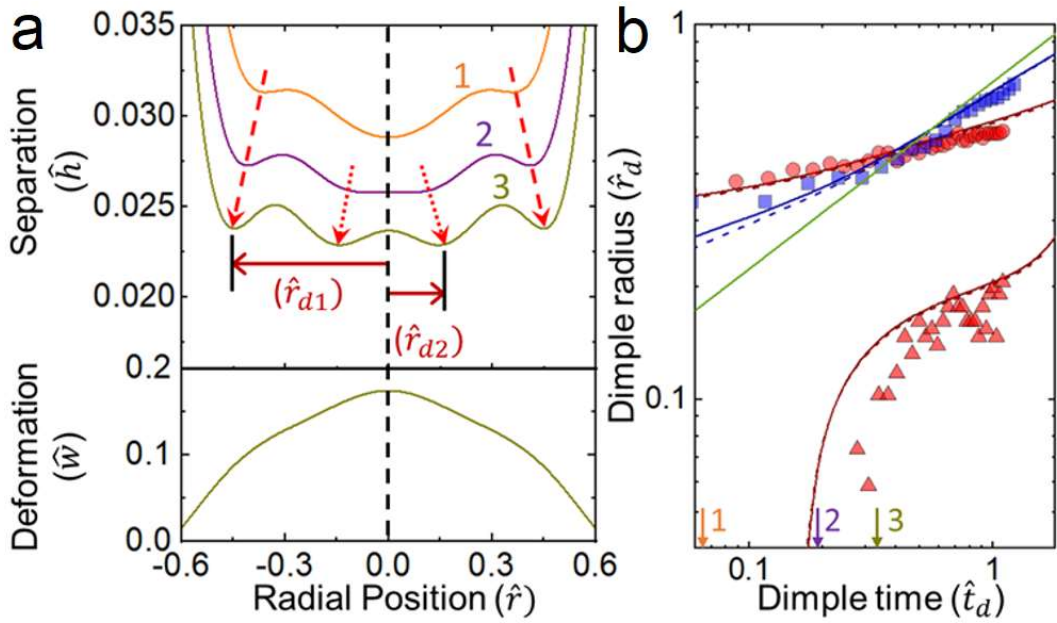 a
0.035
0.030
0.025
0.020
0.2
0.1
0.0
Separation
(ĥ)
Deformation
(ŵ)
1
2
3
(r̂d1)
(r̂d2)
-0.6 -0.3 0.0 0.3 0.6
Radial Position (r̂)
b
1
0.1
Dimple radius (r̂d)
1 2 3
0.1 1
Dimple time (t̂d)